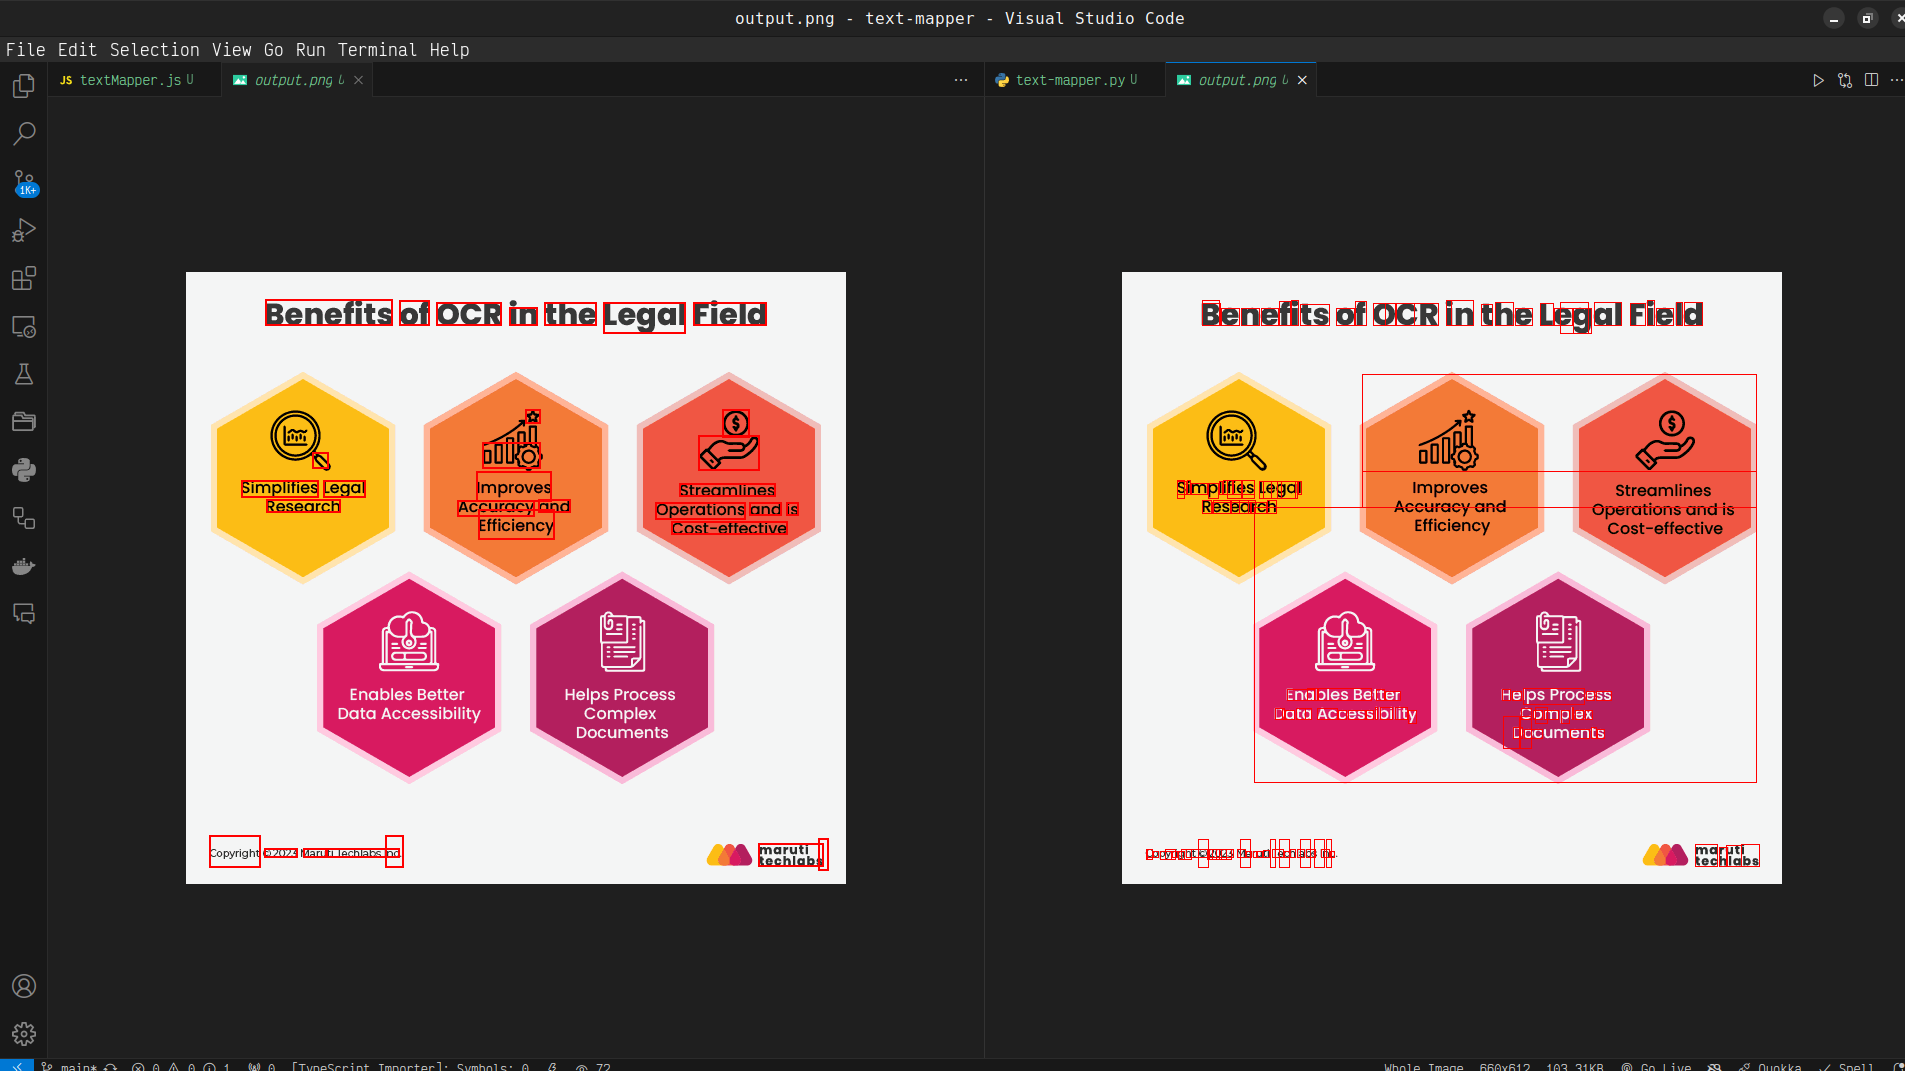 output.png - text-mapper - Visual Studio Code
File Edit Selection View Go Run Terminal Help
JS textMapper.js U
output.png U
text-mapper.py U
output.png U
1K+
Benefits of OCR in the Legal Field
Simplifies Legal
Research
Improves
Accuracy and
Efficiency
Streamlines
Operations and is
Cost-effective
Enables Better
Data Accessibility
Helps Process
Complex
Documents
Copyright ©2023 Maruti Techlabs Inc.
maruti
techlabs
Benefits of OCR in the Legal Field
Simplifies Legal
Research
Improves
Accuracy and
Efficiency
Streamlines
Operations and is
Cost-effective
Enables Better
Data Accessibility
Helps Process
Complex
Documents
Copyright ©2023 Maruti Techlabs Inc.
maruti
techlabs
main* 0 0 1 0 [TypeScript Importer]: Symbols: 0 72 Whole Image 660x612 103.31KB Go Live Quokka Spell